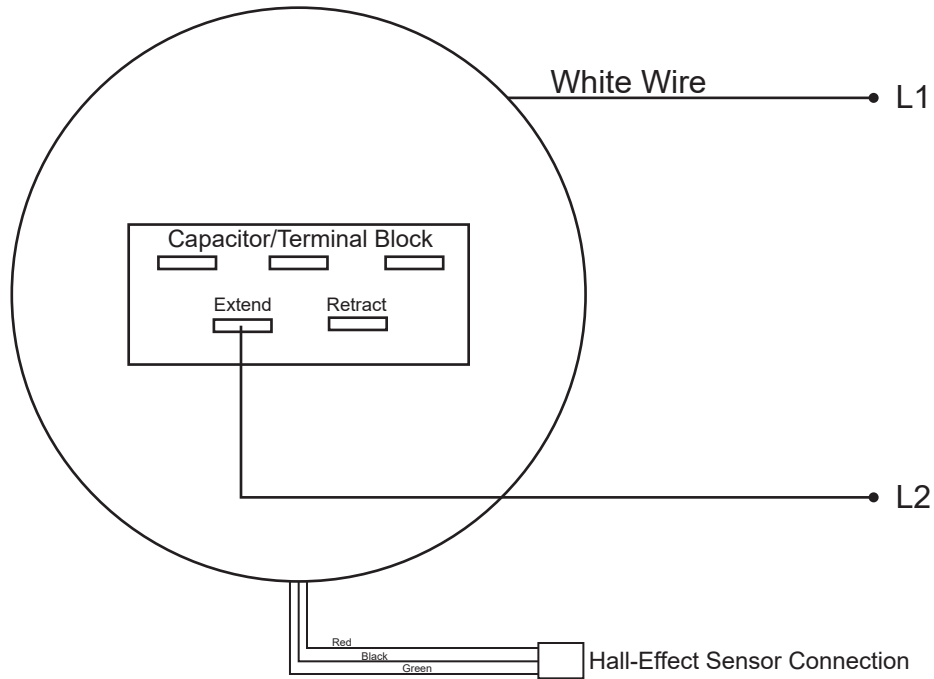 White Wire
L1
Capacitor/Terminal Block
Extend
Retract
L2
Red
Black
Green
Hall-Effect Sensor Connection